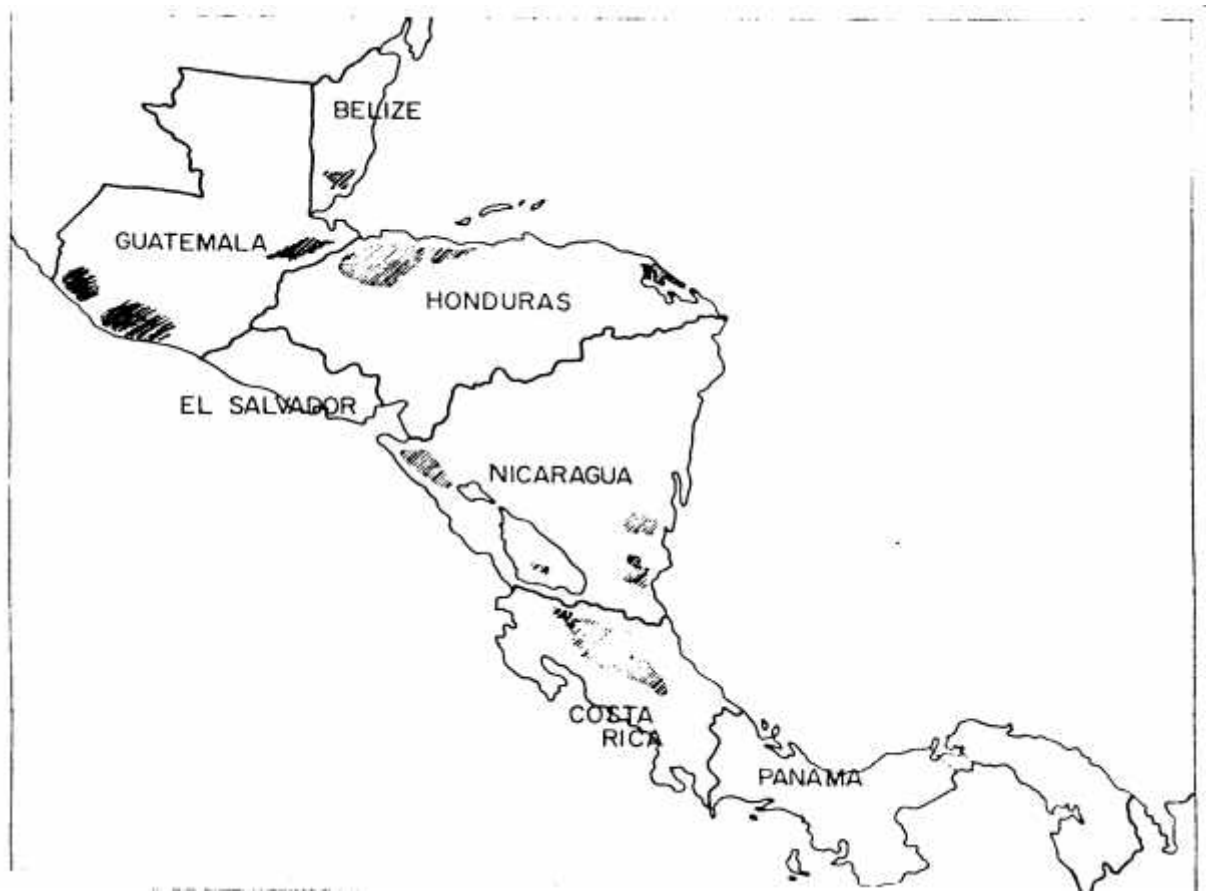 BELIZE
GUATEMALA
HONDURAS
EL SALVADOR
NICARAGUA
COSTA
RICA
PANAMA